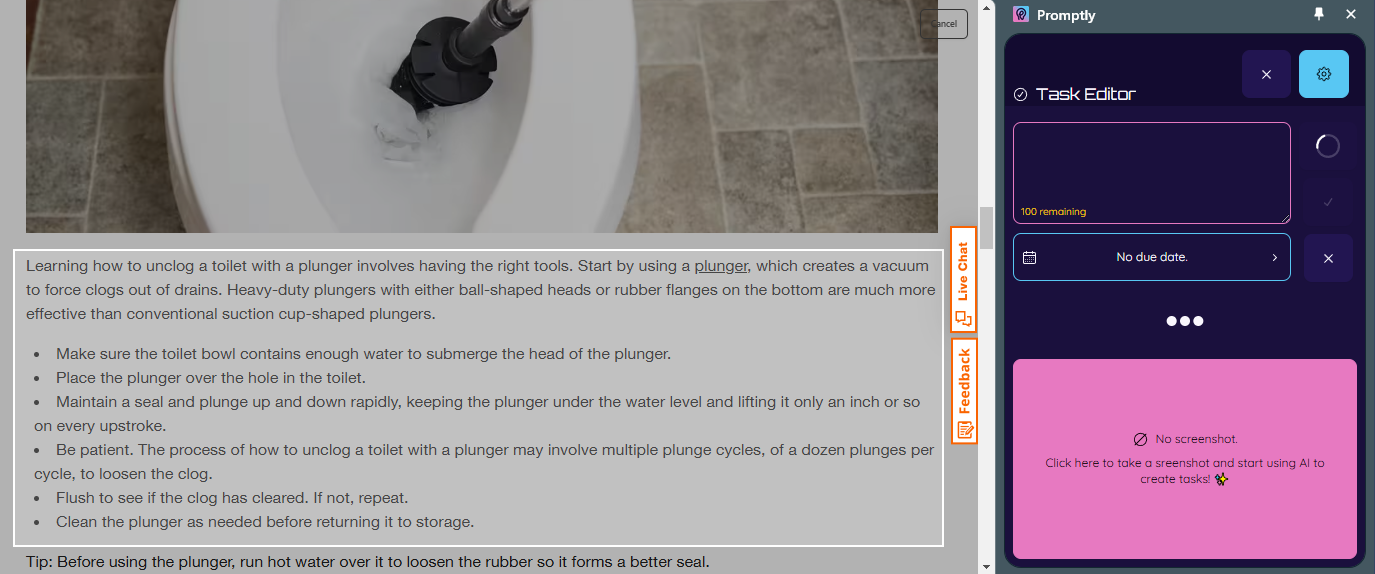 Cancel
Learning how to unclog a toilet with a plunger involves having the right tools. Start by using a plunger, which creates a vacuum
to force clogs out of drains. Heavy-duty plungers with either ball-shaped heads or rubber flanges on the bottom are much more
effective than conventional suction cup-shaped plungers.
• Make sure the toilet bowl contains enough water to submerge the head of the plunger.
• Place the plunger over the hole in the toilet.
• Maintain a seal and plunge up and down rapidly, keeping the plunger under the water level and lifting it only an inch or so
on every upstroke.
• Be patient. The process of how to unclog a toilet with a plunger may involve multiple plunge cycles, of a dozen plunges per
cycle, to loosen the clog.
• Flush to see if the clog has cleared. If not, repeat.
• Clean the plunger as needed before returning it to storage.
Tip: Before using the plunger, run hot water over it to loosen the rubber so it forms a better seal.
Live Chat
Feedback
Promptly
Task Editor
100 remaining
No due date.
No screenshot.
Click here to take a sreenshot and start using AI to
create tasks! ✨